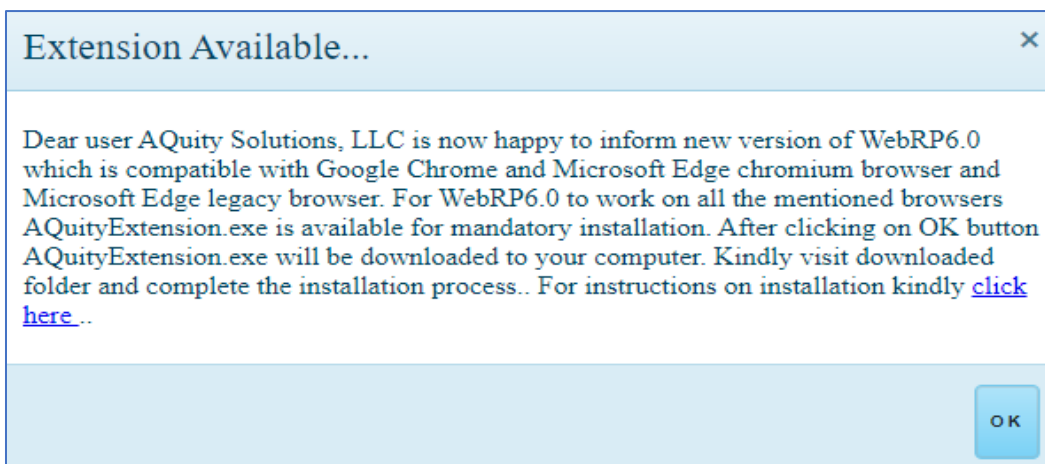 Extension Available...
×
Dear user AQuity Solutions, LLC is now happy to inform new version of WebRP6.0
which is compatible with Google Chrome and Microsoft Edge chromium browser and
Microsoft Edge legacy browser. For WebRP6.0 to work on all the mentioned browsers
AQuityExtension.exe is available for mandatory installation. After clicking on OK button
AQuityExtension.exe will be downloaded to your computer. Kindly visit downloaded
folder and complete the installation process.. For instructions on installation kindly click
here ..
OK